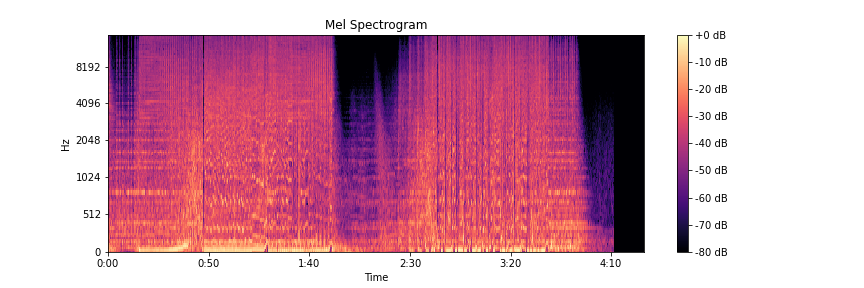 Mel Spectrogram
+0 dB
8192
-10 dB
4096
-20 dB
-30 dB
2048
Hz
-40 dB
1024
-50 dB
512
-60 dB
-70 dB
0
-80 dB
0:00
0:50
1:40
2:30
3:20
4:10
Time